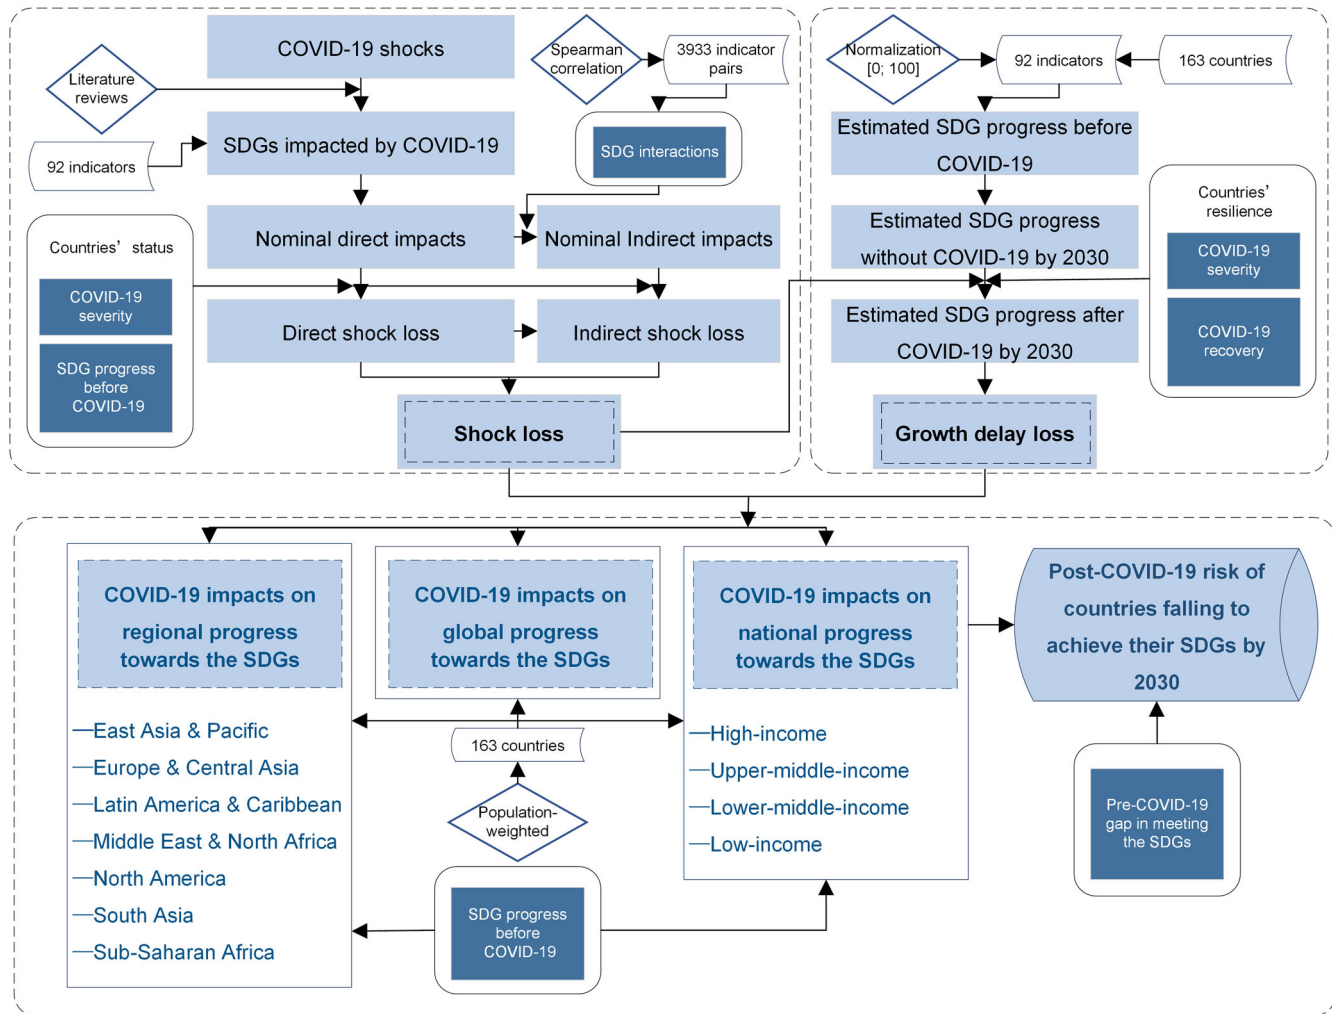 COVID-19 shocks
Literature
reviews
92 indicators
SDGs impacted by COVID-19
Spearman
correlation
3933 indicator
pairs
SDG interactions
Nominal direct impacts
Nominal Indirect impacts
Countries' status
COVID-19
severity
SDG progress
before
COVID-19
Direct shock loss
Indirect shock loss
Shock loss
Normalization
[0; 100]
92 indicators
163 countries
Estimated SDG progress before
COVID-19
Estimated SDG progress
without COVID-19 by 2030
Estimated SDG progress after
COVID-19 by 2030
Countries'
resilience
COVID-19
severity
COVID-19
recovery
Growth delay loss
COVID-19 impacts on
regional progress
towards the SDGs
East Asia & Pacific
Europe & Central Asia
Latin America & Caribbean
Middle East & North Africa
North America
South Asia
Sub-Saharan Africa
COVID-19 impacts on
global progress
towards the SDGs
163 countries
Population-
weighted
SDG progress
before
COVID-19
COVID-19 impacts on
national progress
towards the SDGs
High-income
Upper-middle-income
Lower-middle-income
Low-income
Post-COVID-19 risk of
countries falling to
achieve their SDGs by
2030
Pre-COVID-19
gap in meeting
the SDGs